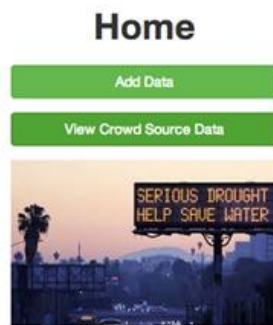 Home
Add Data
View Crowd Source Data
SERIOUS DROUGHT
HELP SAVE WATER